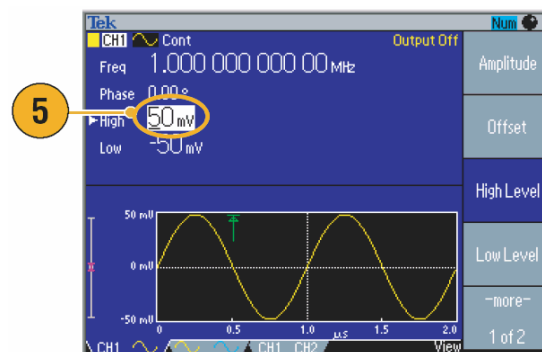 Tek
Num
CH1 Cont
Output Off
Freq 1.000 000 000 00 MHz
Phase 0.00 °
5
High 50 mV
Low -50 mV
Amplitude
Offset
High Level
Low Level
-more-
1 of 2
50 mV
0 mV
-50 mV
0 0.5 1.0 μs 1.5 2.0
CH1 CH1 CH2 View